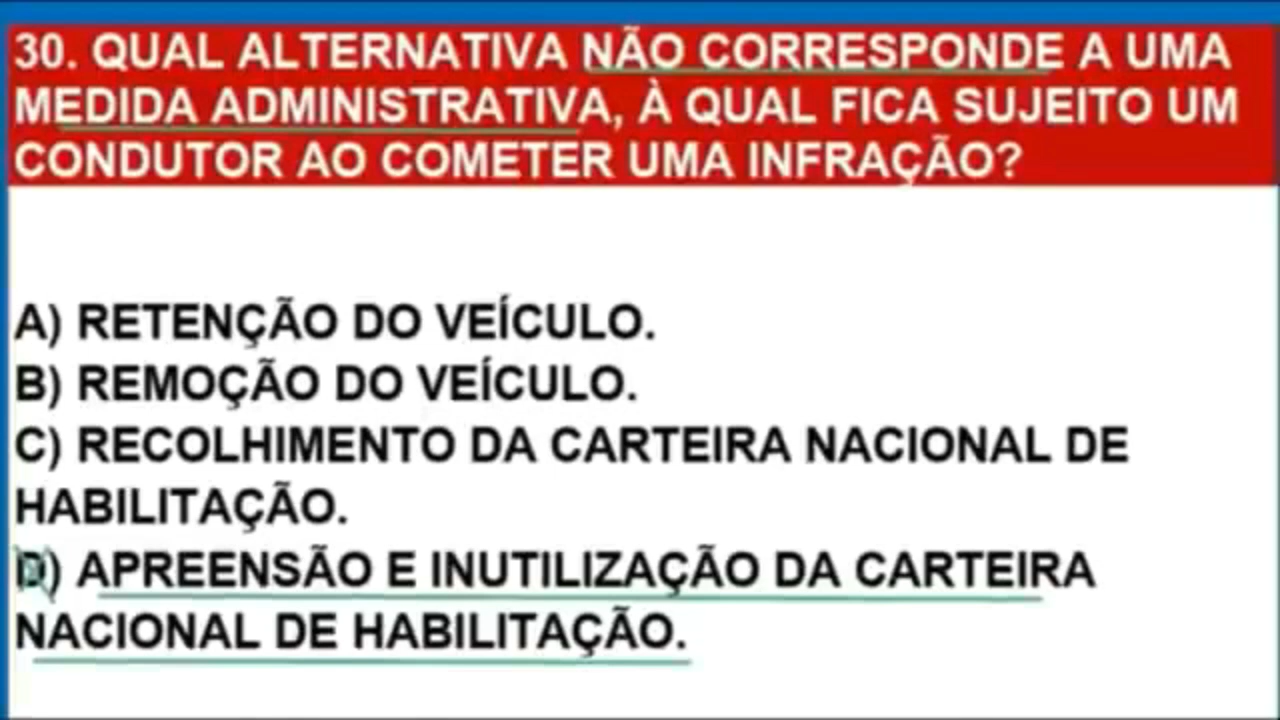 30. QUAL ALTERNATIVA NÃO CORRESPONDE A UMA
MEDIDA ADMINISTRATIVA, À QUAL FICA SUJEITO UM
CONDUTOR AO COMETER UMA INFRAÇÃO?
A) RETENÇÃO DO VEÍCULO.
B) REMOÇÃO DO VEÍCULO.
C) RECOLHIMENTO DA CARTEIRA NACIONAL DE
HABILITAÇÃO.
D) APREENSÃO E INUTILIZAÇÃO DA CARTEIRA
NACIONAL DE HABILITAÇÃO.